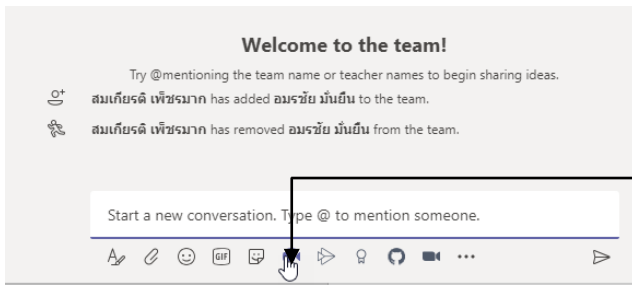 Welcome to the team!
Try @mentioning the team name or teacher names to begin sharing ideas.
สมเกียรติ เพ็ชรมาก has added อมรชัย มั่นยืน to the team.
สมเกียรติ เพ็ชรมาก has removed อมรชัย มั่นยืน from the team.
Start a new conversation. Type @ to mention someone.
GIF